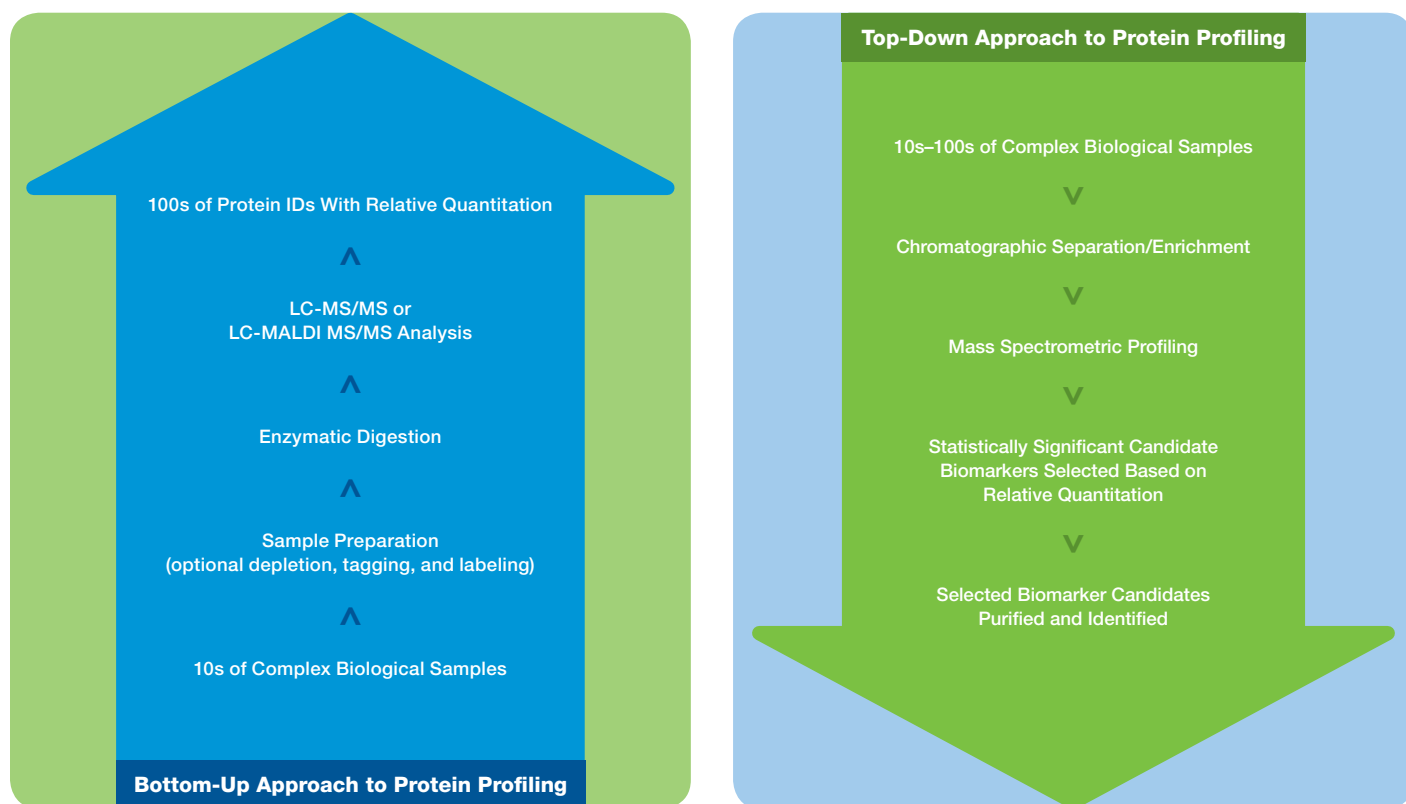 100s of Protein IDs With Relative Quantitation
^
LC-MS/MS or
LC-MALDI MS/MS Analysis
^
Enzymatic Digestion
^
Sample Preparation
(optional depletion, tagging, and labeling)
^
10s of Complex Biological Samples
Bottom-Up Approach to Protein Profiling
Top-Down Approach to Protein Profiling
10s–100s of Complex Biological Samples
v
Chromatographic Separation/Enrichment
v
Mass Spectrometric Profiling
v
Statistically Significant Candidate
Biomarkers Selected Based on
Relative Quantitation
v
Selected Biomarker Candidates
Purified and Identified